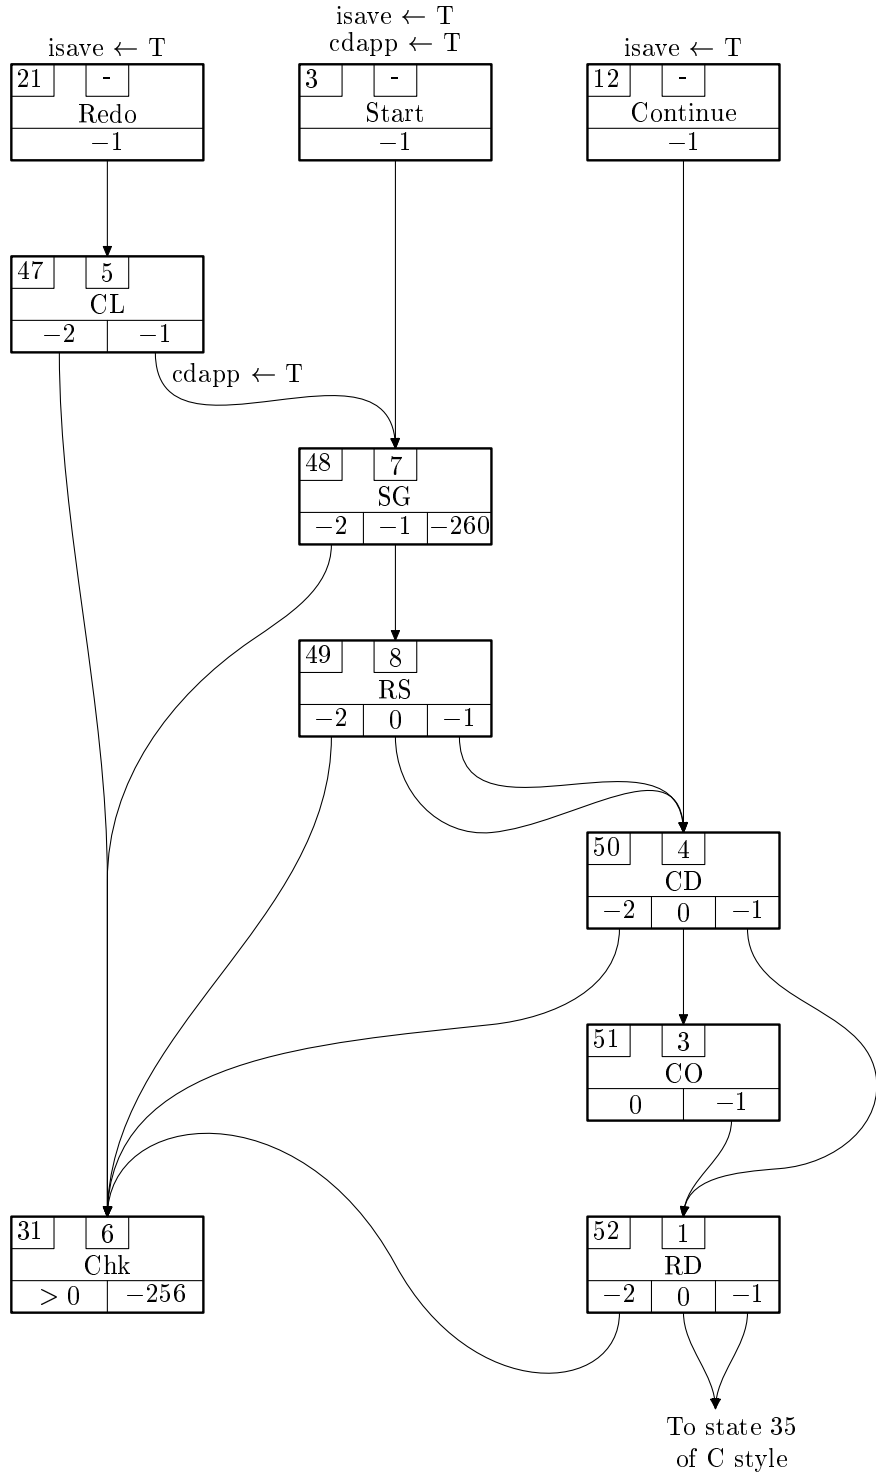 isave ← T
cdapp ← T
isave ← T
isave ← T
21 -
Redo
−1
3 -
Start
−1
12 -
Continue
−1
47 5
CL
−2 −1
cdapp ← T
48 7
SG
−2 −1 −260
49 8
RS
−2 0 −1
50 4
CD
−2 0 −1
51 3
CO
0 −1
31 6
Chk
> 0 −256
52 1
RD
−2 0 −1
To state 35
of C style